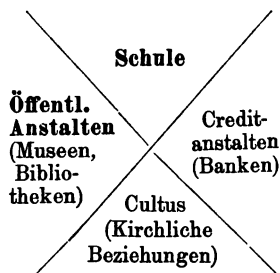 Schule
Öffentl.
Anstalten
(Museen,
Biblio-
theken)
Credit-
anstalten
(Banken)
Cultus
(Kirchliche
Beziehungen)